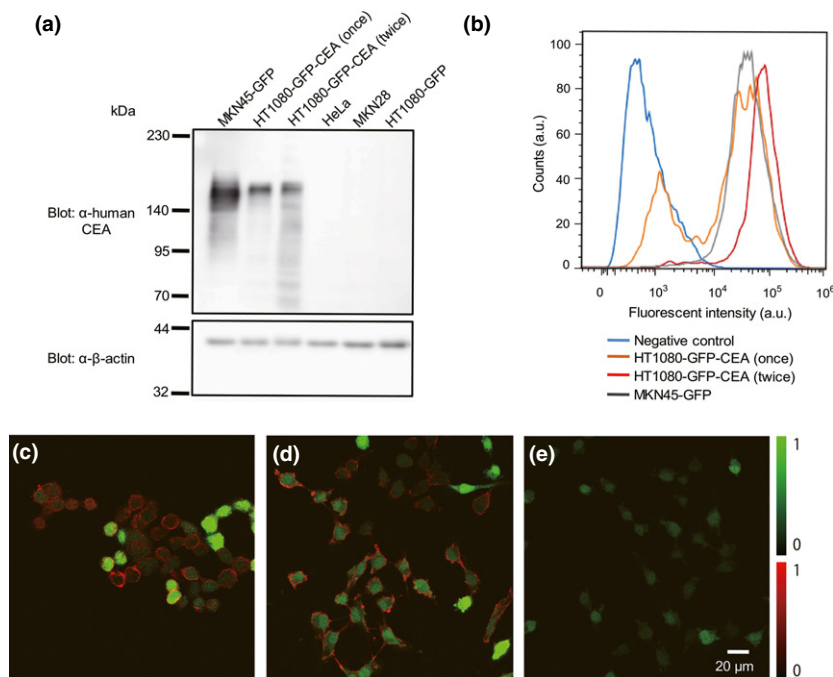 (a)
MKN45-GFP
HT1080-GFP-CEA (once)
HT1080-GFP-CEA (twice)
HeLa
MKN28
HT1080-GFP
kDa
230
140
95
70
Blot: α-human
CEA
44
32
Blot: α-β-actin
(b)
Counts (a.u.)
100
80
60
40
20
0
0 10³ 10⁴ 10⁵ 10⁶
Fluorescent intensity (a.u.)
Negative control
HT1080-GFP-CEA (once)
HT1080-GFP-CEA (twice)
MKN45-GFP
(c)
(d)
(e)
20 µm
1
0
1
0